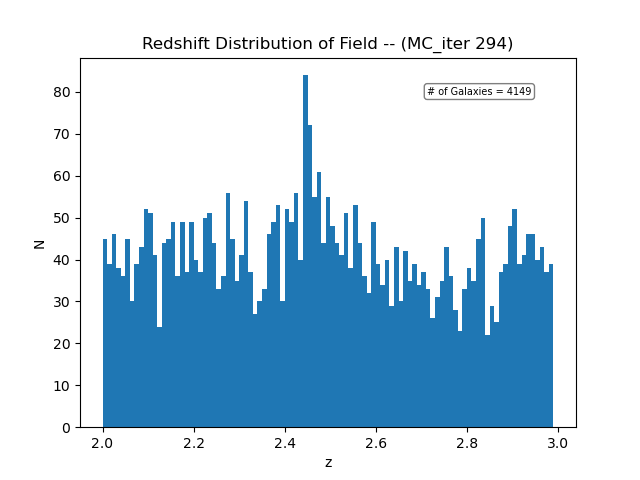 Redshift Distribution of Field -- (MC_iter 294)
# of Galaxies = 4149
80
70
60
50
40
30
20
10
0
N
2.0 2.2 2.4 2.6 2.8 3.0
z